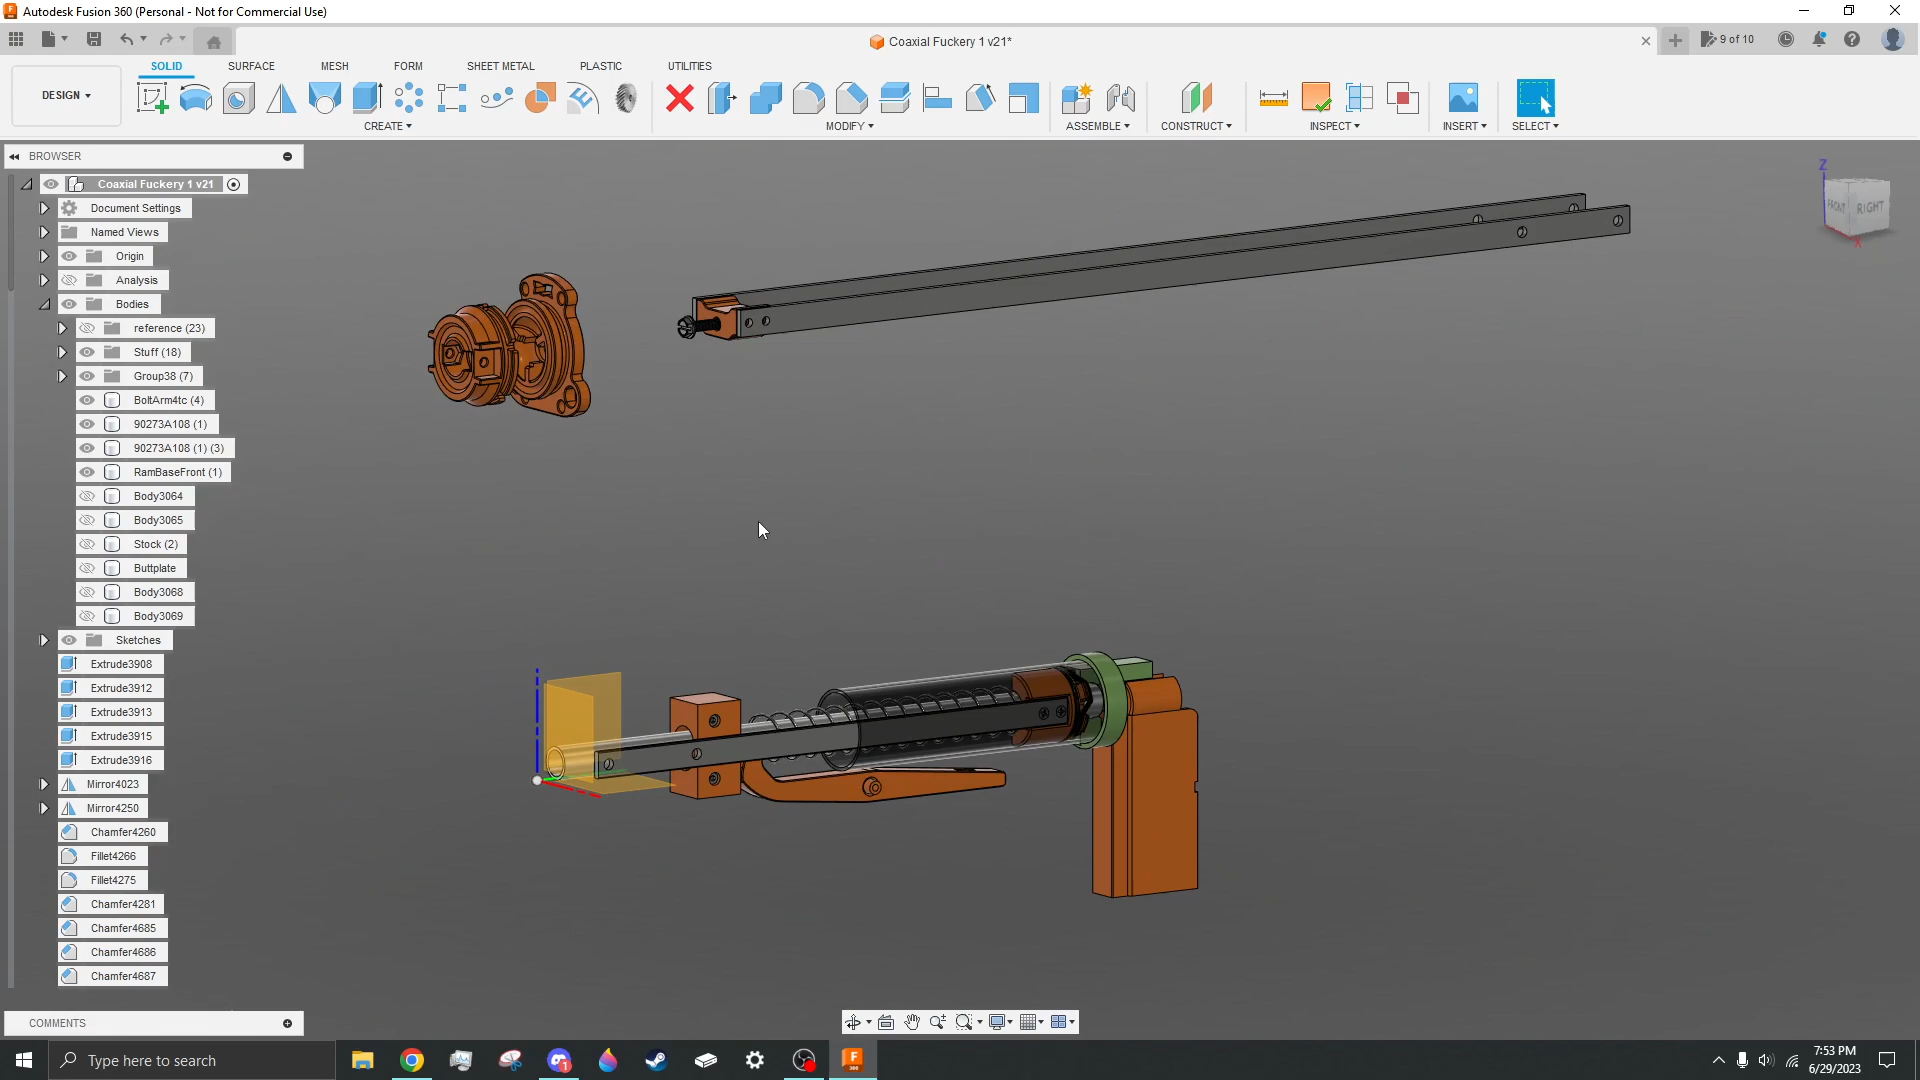 Autodesk Fusion 360 (Personal - Not for Commercial Use)
Coaxial Fuckery 1 v21*
9 of 10
DESIGN
SOLID
SURFACE
MESH
FORM
SHEET METAL
PLASTIC
UTILITIES
CREATE
MODIFY
ASSEMBLE
CONSTRUCT
INSPECT
INSERT
SELECT
BROWSER
Coaxial Fuckery 1 v21
Document Settings
Named Views
Origin
Analysis
Bodies
reference (23)
Stuff (18)
Group38 (7)
BoltArm4tc (4)
90273A108 (1)
90273A108 (1) (3)
RamBaseFront (1)
Body3064
Body3065
Stock (2)
Buttplate
Body3068
Body3069
Sketches
Extrude3908
Extrude3912
Extrude3913
Extrude3915
Extrude3916
Mirror4023
Mirror4250
Chamfer4260
Fillet4266
Fillet4275
Chamfer4281
Chamfer4685
Chamfer4686
Chamfer4687
COMMENTS
Z
FRONT
RIGHT
X
Type here to search
1
F
360
7:53 PM
6/29/2023